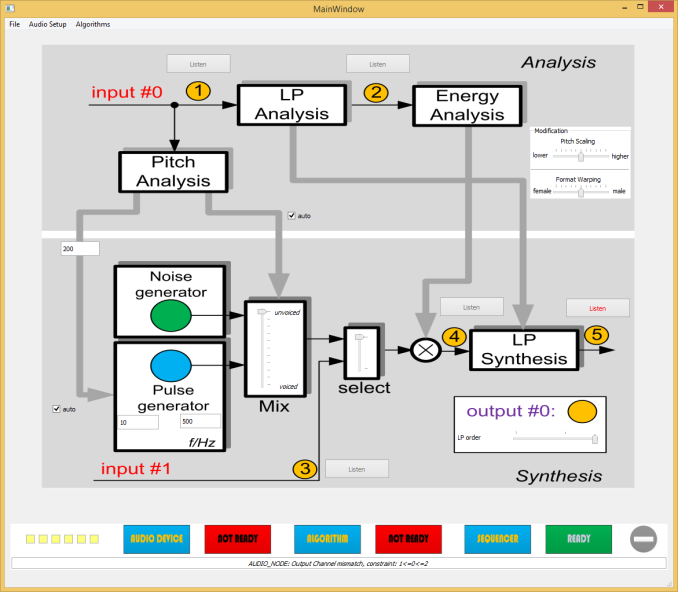 MainWindow
File Audio Setup Algorithms
Listen Listen Analysis
input #0 1 LP Analysis 2 Energy Analysis
Modification
Pitch Scaling
lower higher
Format Warping
female male
Pitch Analysis
auto
200
Noise generator
Listen Listen
unvoiced
4 LP Synthesis 5
Pulse generator
voiced
select
Mix
auto
10 500
f/Hz
output #0:
LP order
input #1 3 Listen
Synthesis
AUDIO DEVICE NOT READY ALGORITHM NOT READY SEQUENCER READY
AUDIO_NODE: Output Channel mismatch, constraint: 1<=0<=2